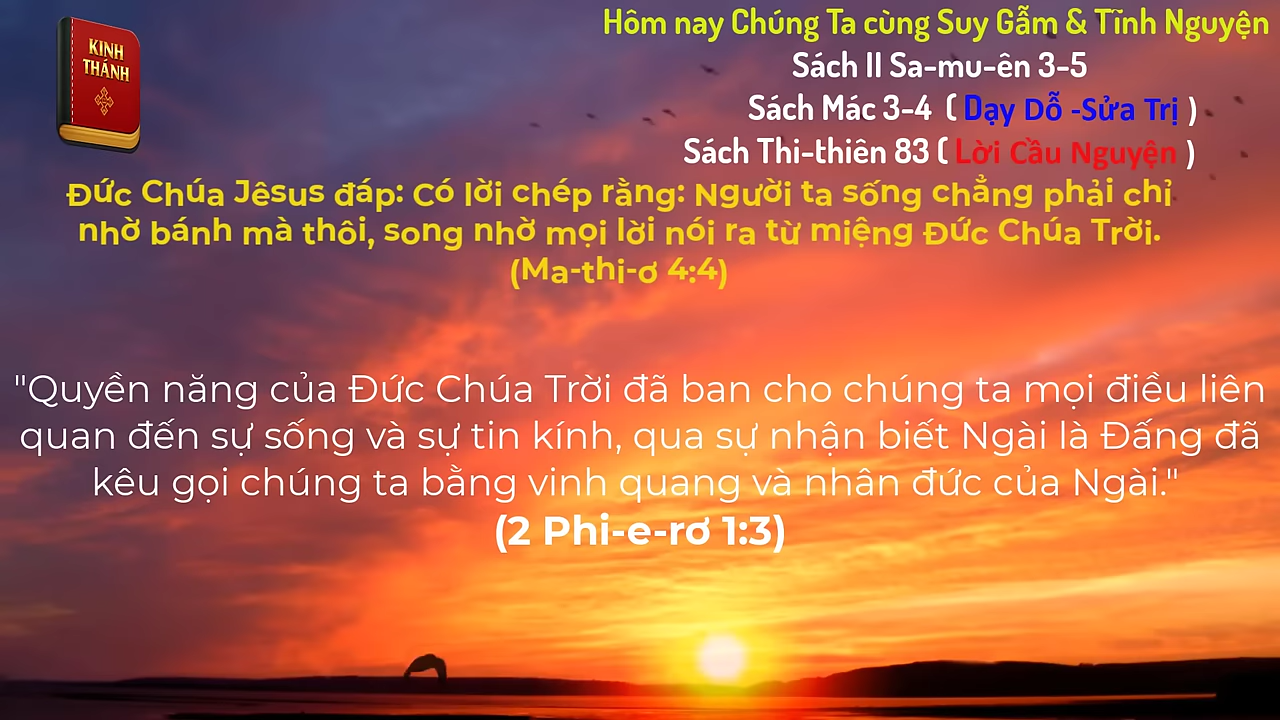 KINH
THÁNH
Hôm nay Chúng Ta cùng Suy Gẫm & Tĩnh Nguyện
Sách II Sa-mu-ên 3-5
Sách Mác 3-4 ( Dạy Dỗ -Sửa Trị )
Sách Thi-thiên 83 ( Lời Cầu Nguyện )
Đức Chúa Jêsus đáp: Có lời chép rằng: Người ta sống chẳng phải chỉ
nhờ bánh mà thôi, song nhờ mọi lời nói ra từ miệng Đức Chúa Trời.
(Ma-thi-ơ 4:4)
"Quyền năng của Đức Chúa Trời đã ban cho chúng ta mọi điều liên
quan đến sự sống và sự tin kính, qua sự nhận biết Ngài là Đấng đã
kêu gọi chúng ta bằng vinh quang và nhân đức của Ngài."
(2 Phi-e-rơ 1:3)